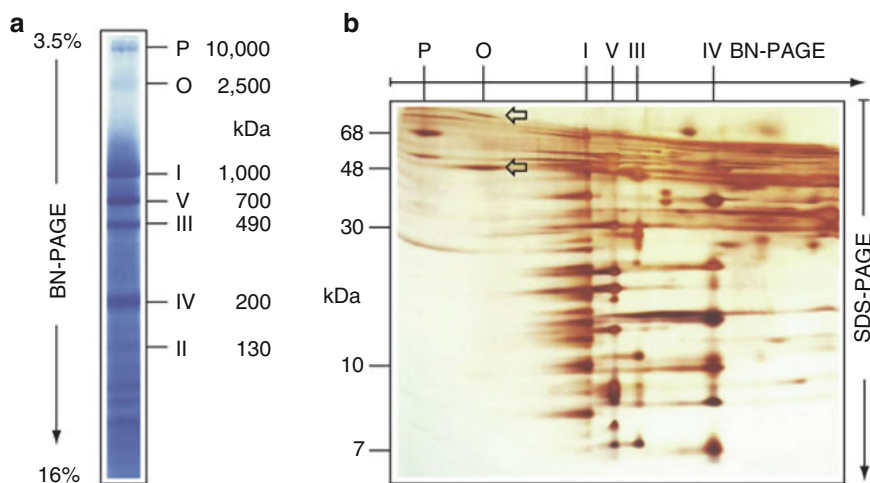 a
3.5%
P 10,000
O 2,500
kDa
I 1,000
V 700
III 490
IV 200
II 130
BN-PAGE
16%
b
P O I V III IV BN-PAGE
68
48
30
kDa
10
7
SDS-PAGE